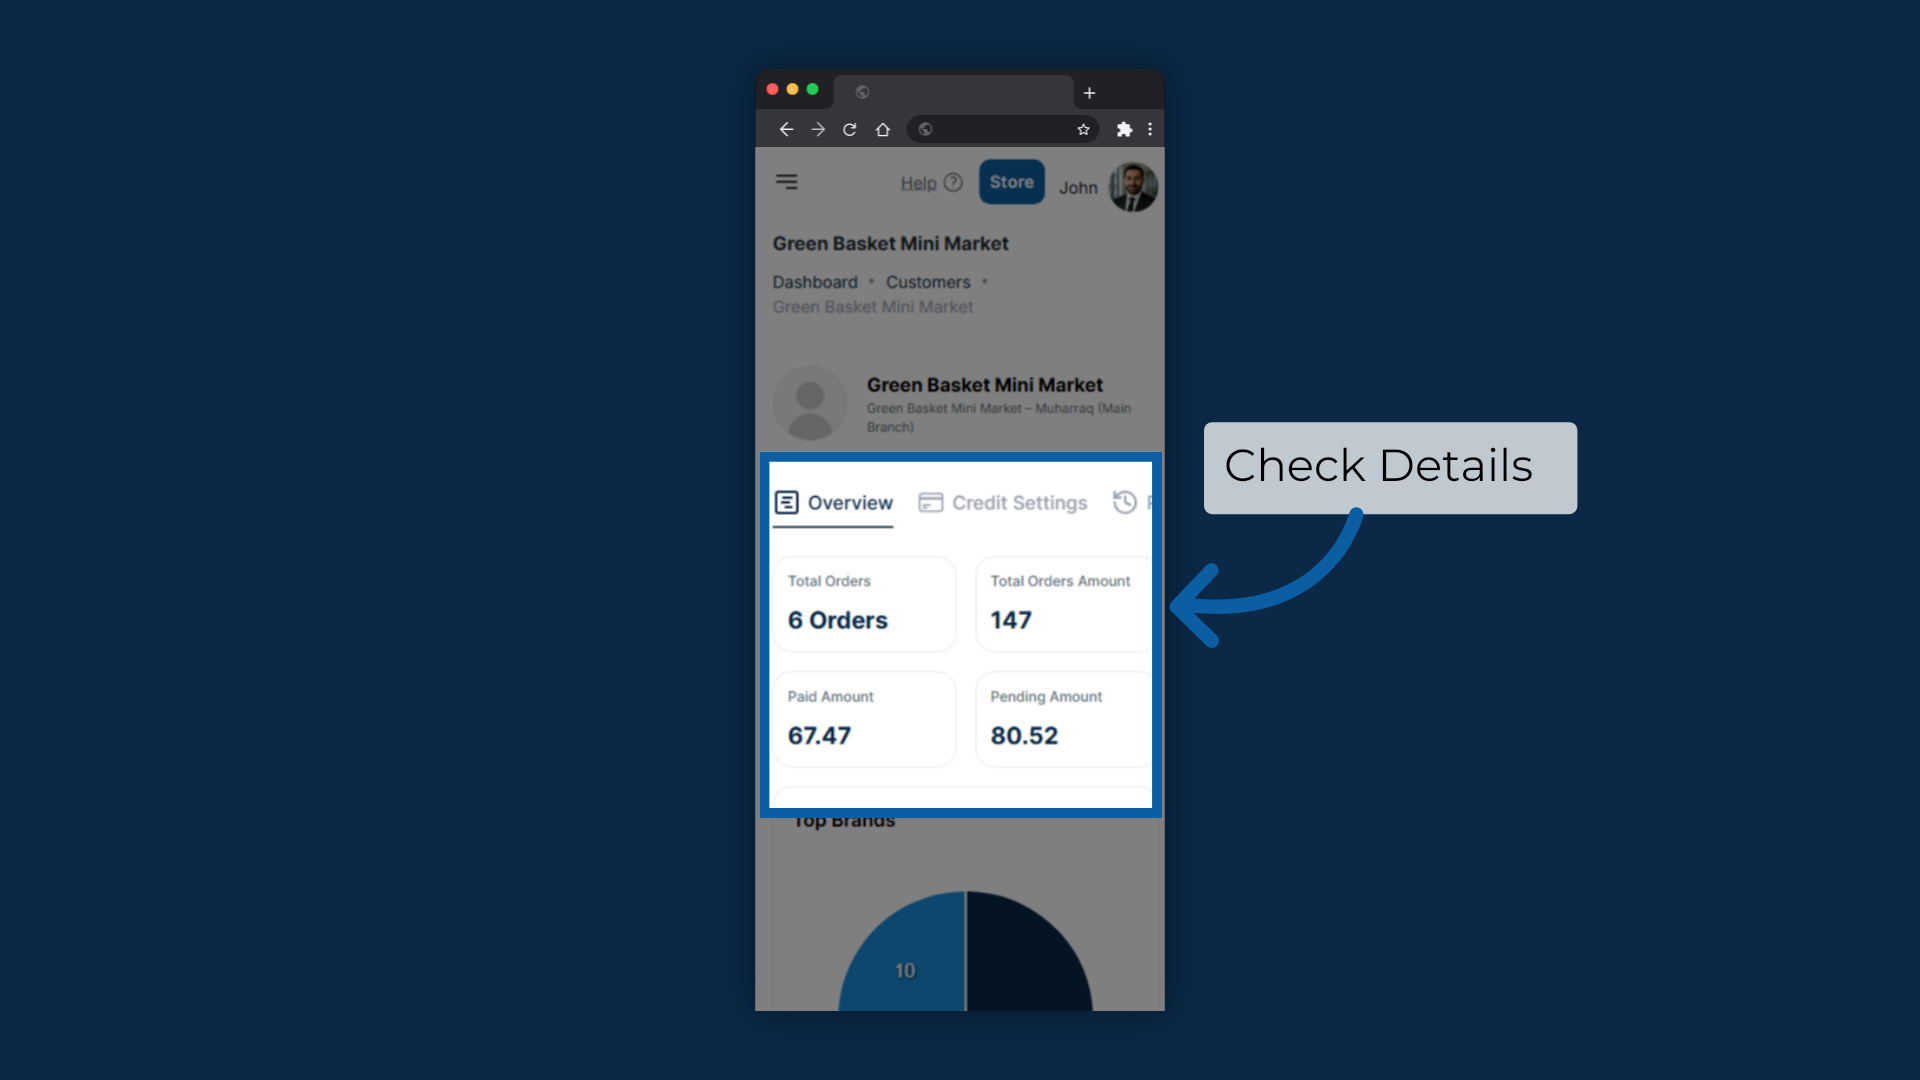 Help
Store
John
Green Basket Mini Market
Dashboard • Customers •
Green Basket Mini Market
Green Basket Mini Market
Green Basket Mini Market – Muharraq (Main
Branch)
Overview
Credit Settings
Check Details
Total Orders
6 Orders
Total Orders Amount
147
Paid Amount
67.47
Pending Amount
80.52
Top Brands
10